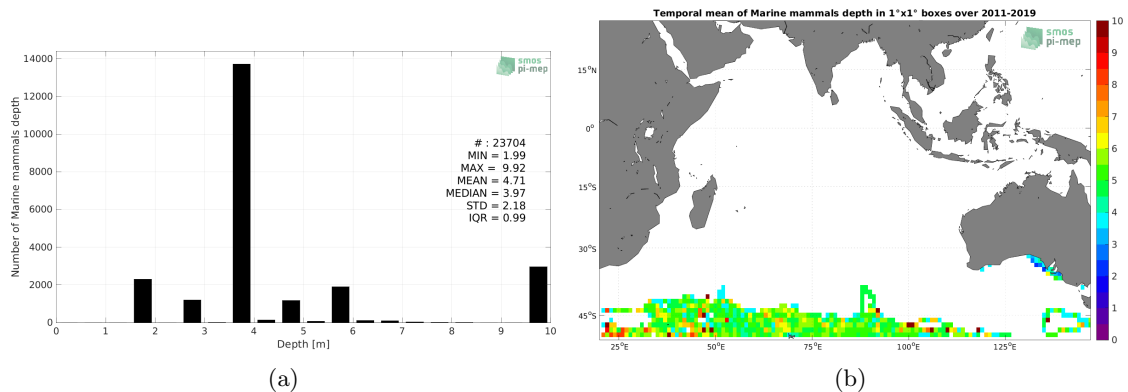 14000
12000
10000
8000
6000
4000
2000
0
Number of Marine mammals depth
smos
pi-mep
# : 23704
MIN = 1.99
MAX = 9.92
MEAN = 4.71
MEDIAN = 3.97
STD = 2.18
IQR = 0.99
0 1 2 3 4 5 6 7 8 9 10
Depth [m]
(a)
Temporal mean of Marine mammals depth in 1°x1° boxes over 2011-2019
smos
pi-mep
15°N
0°
15°S
30°S
45°S
25°E 50°E 75°E 100°E 125°E
10
9
8
7
6
5
4
3
2
1
0
(b)